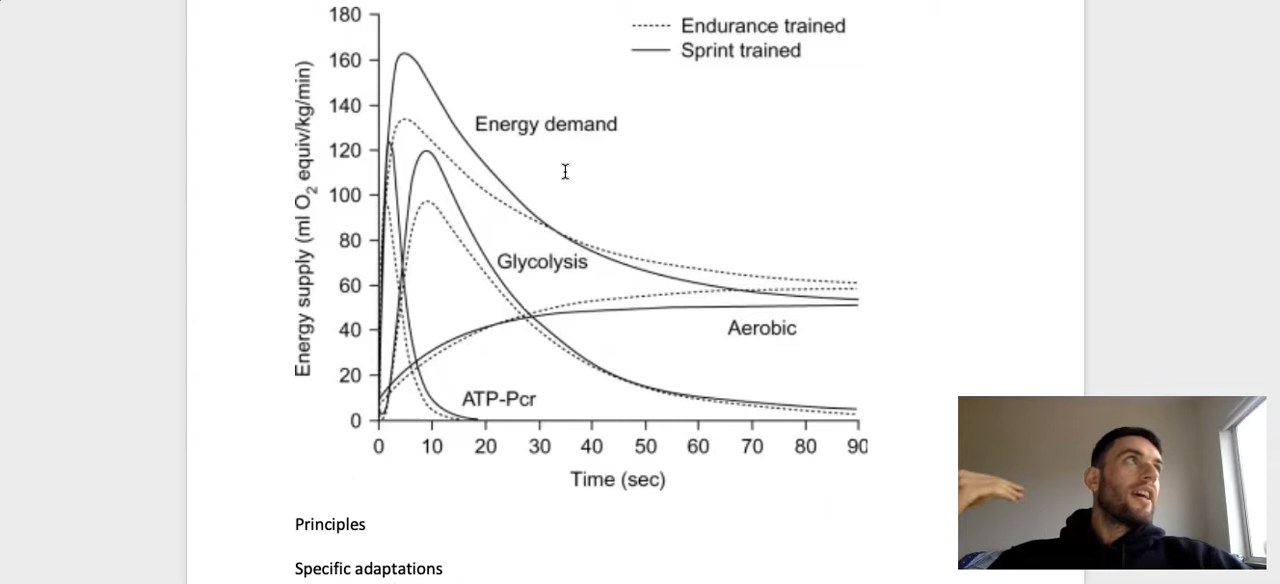 180
160
140
120
100
80
60
40
20
0
Energy supply (ml O2 equiv/kg/min)
Endurance trained
Sprint trained
Energy demand
Glycolysis
Aerobic
ATP-Pcr
0 10 20 30 40 50 60 70 80 90
Time (sec)
Principles
Specific adaptations